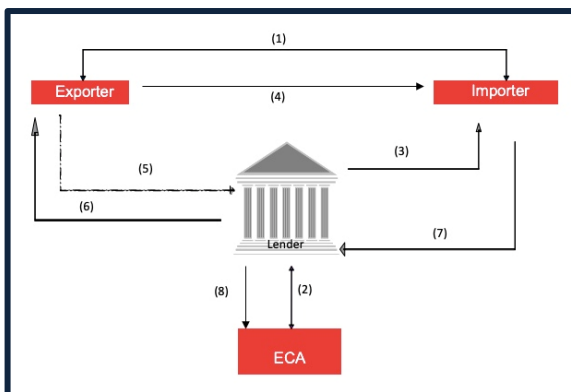 (1)
Exporter
Importer
(4)
(3)
(5)
(6)
(7)
Lender
(8)
(2)
ECA